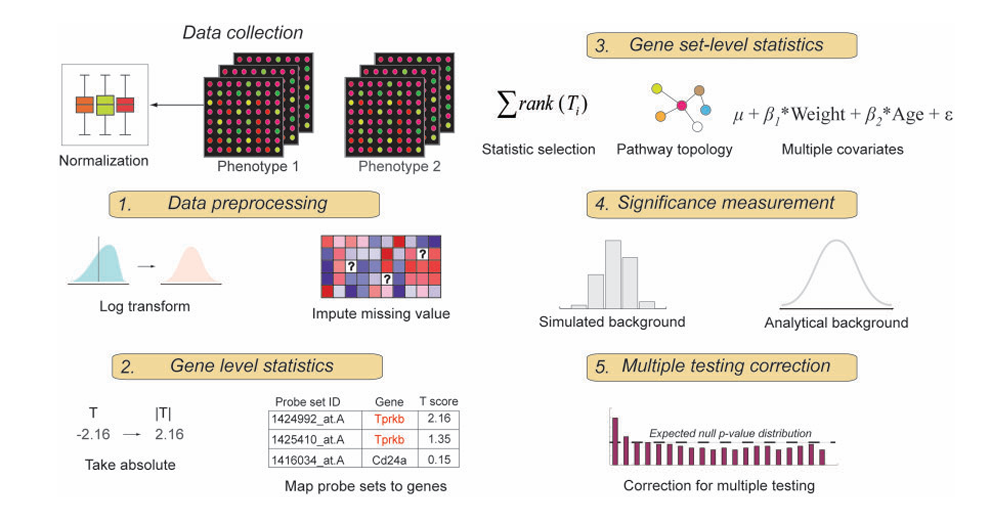 Data collection
Normalization
Phenotype 1
Phenotype 2
1. Data preprocessing
Log transform
? ? ?
Impute missing value
2. Gene level statistics
T |T|
-2.16 → 2.16
Take absolute
Probe set ID Gene T score
1424992_at.A Tprkb 2.16
1425410_at.A Tprkb 1.35
1416034_at.A Cd24a 0.15
Map probe sets to genes
3. Gene set-level statistics
∑rank (Tᵢ)
Statistic selection
Pathway topology
μ + β₁*Weight + β₂*Age + ε
Multiple covariates
4. Significance measurement
Simulated background
Analytical background
5. Multiple testing correction
Expected null p-value distribution
Correction for multiple testing